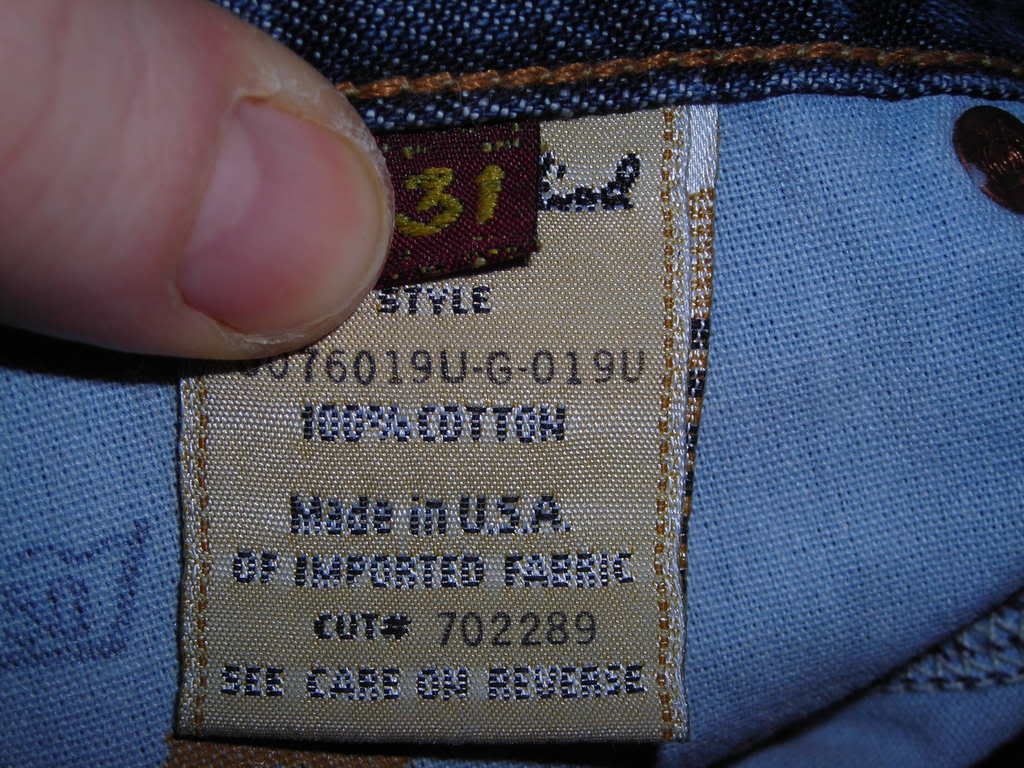 31
STYLE
76019U-G-019U
100% COTTON
Made in U.S.A.
OF IMPORTED FABRIC
CUT# 702289
SEE CARE ON REVERSE